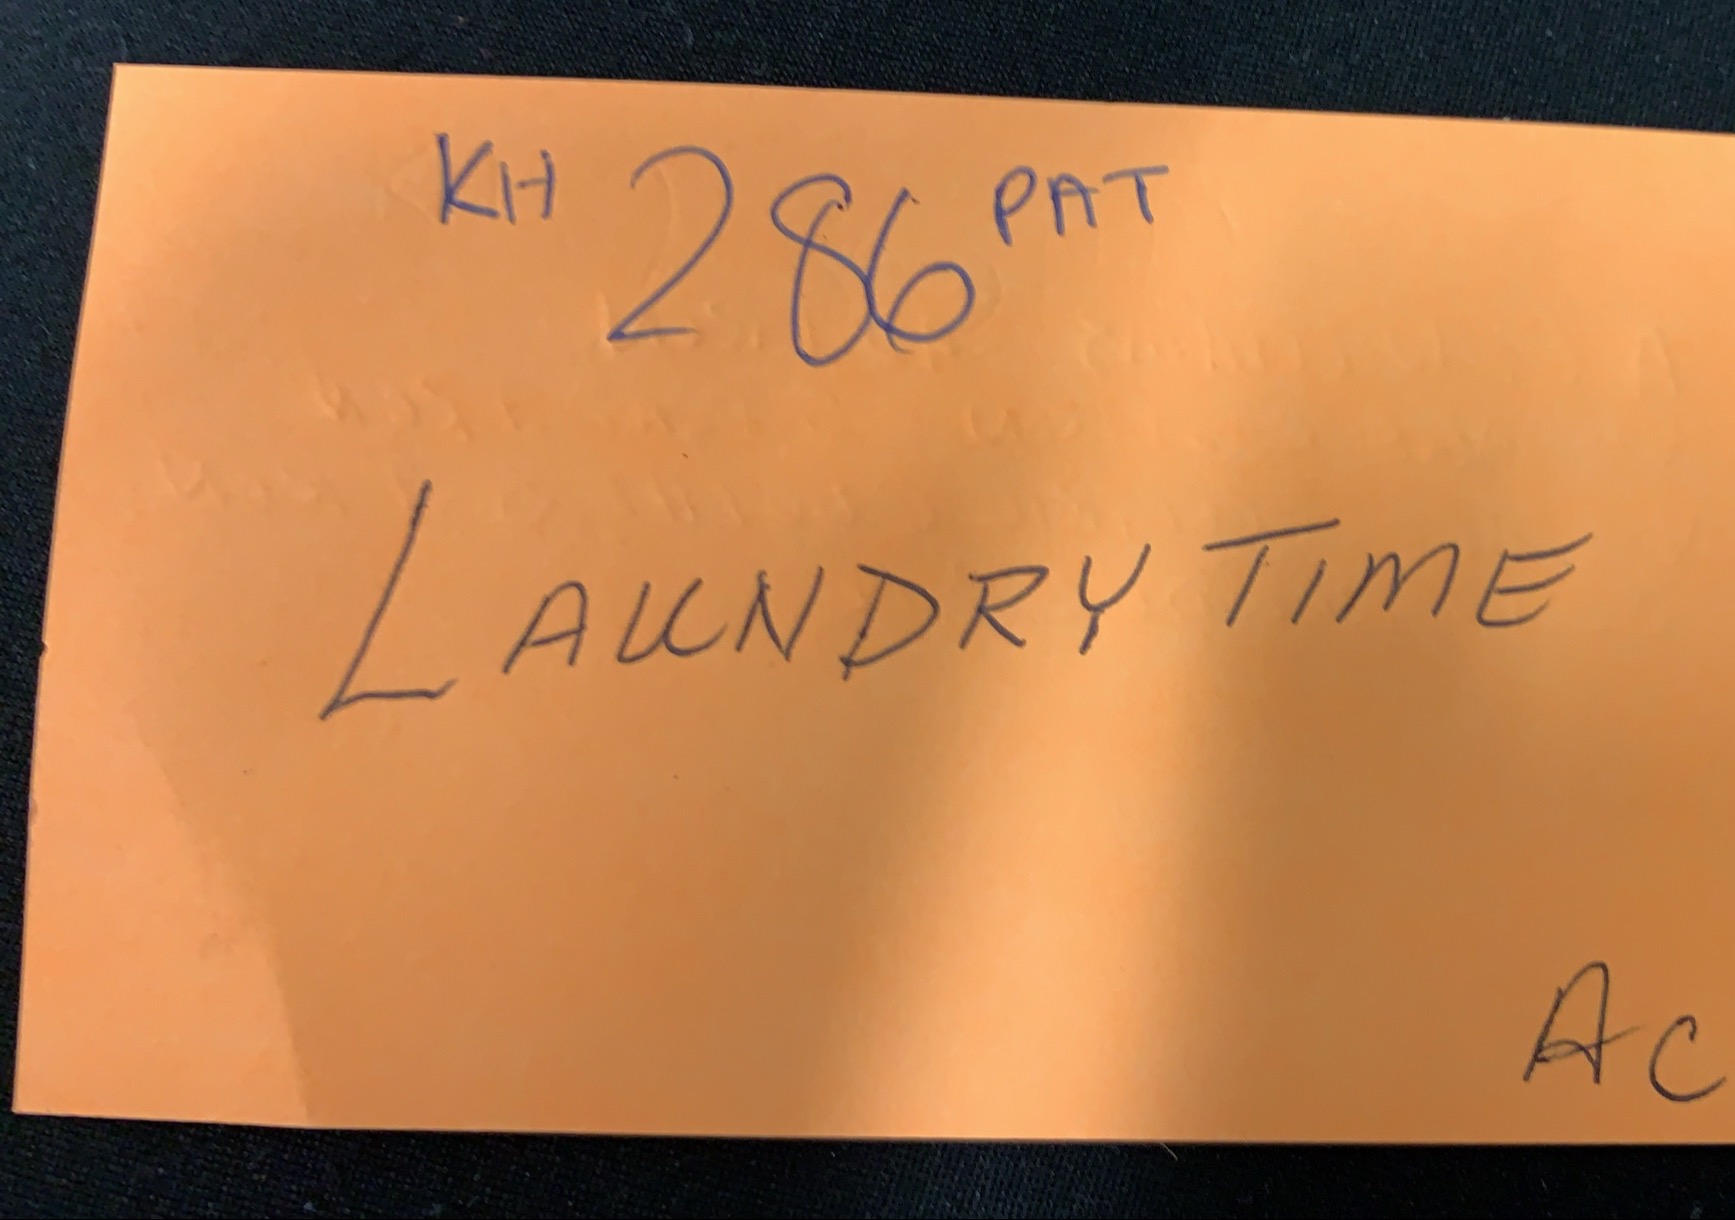 KH 286 PAT
LAUNDRY TIME
AC